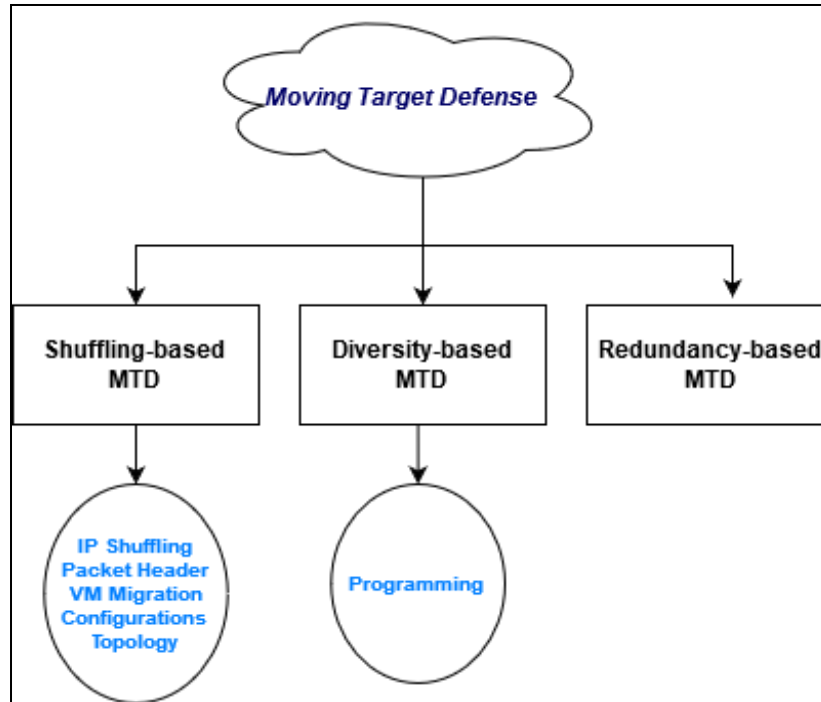 Moving Target Defense
Shuffling-based
MTD
Diversity-based
MTD
Redundancy-based
MTD
IP Shuffling
Packet Header
VM Migration
Configurations
Topology
Programming